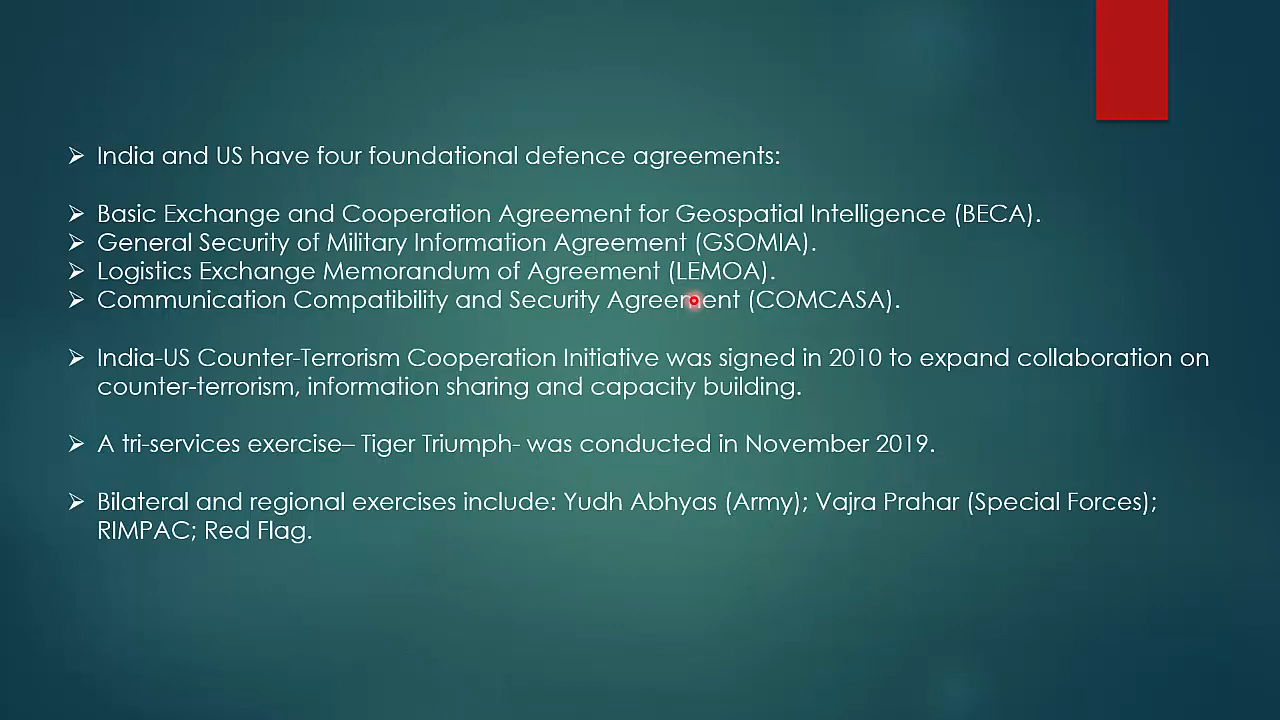 ➢ India and US have four foundational defence agreements:
➢ Basic Exchange and Cooperation Agreement for Geospatial Intelligence (BECA).
➢ General Security of Military Information Agreement (GSOMIA).
➢ Logistics Exchange Memorandum of Agreement (LEMOA).
➢ Communication Compatibility and Security Agreement (COMCASA).
➢ India-US Counter-Terrorism Cooperation Initiative was signed in 2010 to expand collaboration on
counter-terrorism, information sharing and capacity building.
➢ A tri-services exercise– Tiger Triumph- was conducted in November 2019.
➢ Bilateral and regional exercises include: Yudh Abhyas (Army); Vajra Prahar (Special Forces);
RIMPAC; Red Flag.